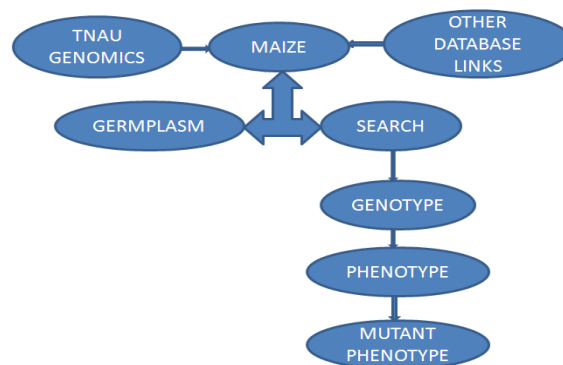 TNAU
GENOMICS
MAIZE
OTHER
DATABASE
LINKS
GERMPLASM
SEARCH
GENOTYPE
PHENOTYPE
MUTANT
PHENOTYPE